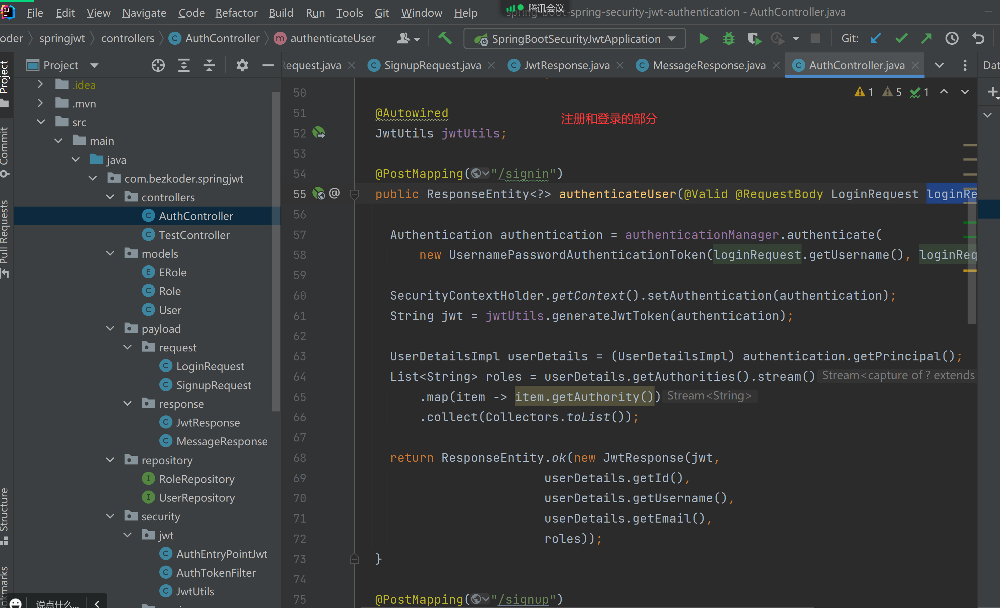 File Edit View Navigate Code Refactor Build Run Tools Git Window Help
腾讯会议
-spring-security-jwt-authentication - AuthController.java
oder springjwt controllers AuthController authenticateUser
SpringBootSecurityJwtApplication
Git:
Project
Request.java SignupRequest.java JwtResponse.java MessageResponse.java AuthController.java
Dat
Project
Commit
Pull Requests
Structure
okmarks
.idea
.mvn
src
main
java
com.bezkoder.springjwt
controllers
AuthController
TestController
models
ERole
Role
User
payload
request
LoginRequest
SignupRequest
response
JwtResponse
MessageResponse
repository
RoleRepository
UserRepository
security
jwt
AuthEntryPointJwt
AuthTokenFilter
JwtUtils
说点什么...
1 5 1
注册和登录的部分
50
51 @Autowired
52 JwtUtils jwtUtils;
53
54 @PostMapping("/signin")
55 public ResponseEntity<?> authenticateUser(@Valid @RequestBody LoginRequest loginRe
56
57 Authentication authentication = authenticationManager.authenticate(
58 new UsernamePasswordAuthenticationToken(loginRequest.getUsername(), loginReq
59
60 SecurityContextHolder.getContext().setAuthentication(authentication);
61 String jwt = jwtUtils.generateJwtToken(authentication);
62
63 UserDetailsImpl userDetails = (UserDetailsImpl) authentication.getPrincipal();
64 List<String> roles = userDetails.getAuthorities().stream() Stream<capture of ? extends
65 .map(item -> item.getAuthority()) Stream<String>
66 .collect(Collectors.toList());
67
68 return ResponseEntity.ok(new JwtResponse(jwt,
69 userDetails.getId(),
70 userDetails.getUsername(),
71 userDetails.getEmail(),
72 roles));
73 }
74
75 @PostMapping("/signup")